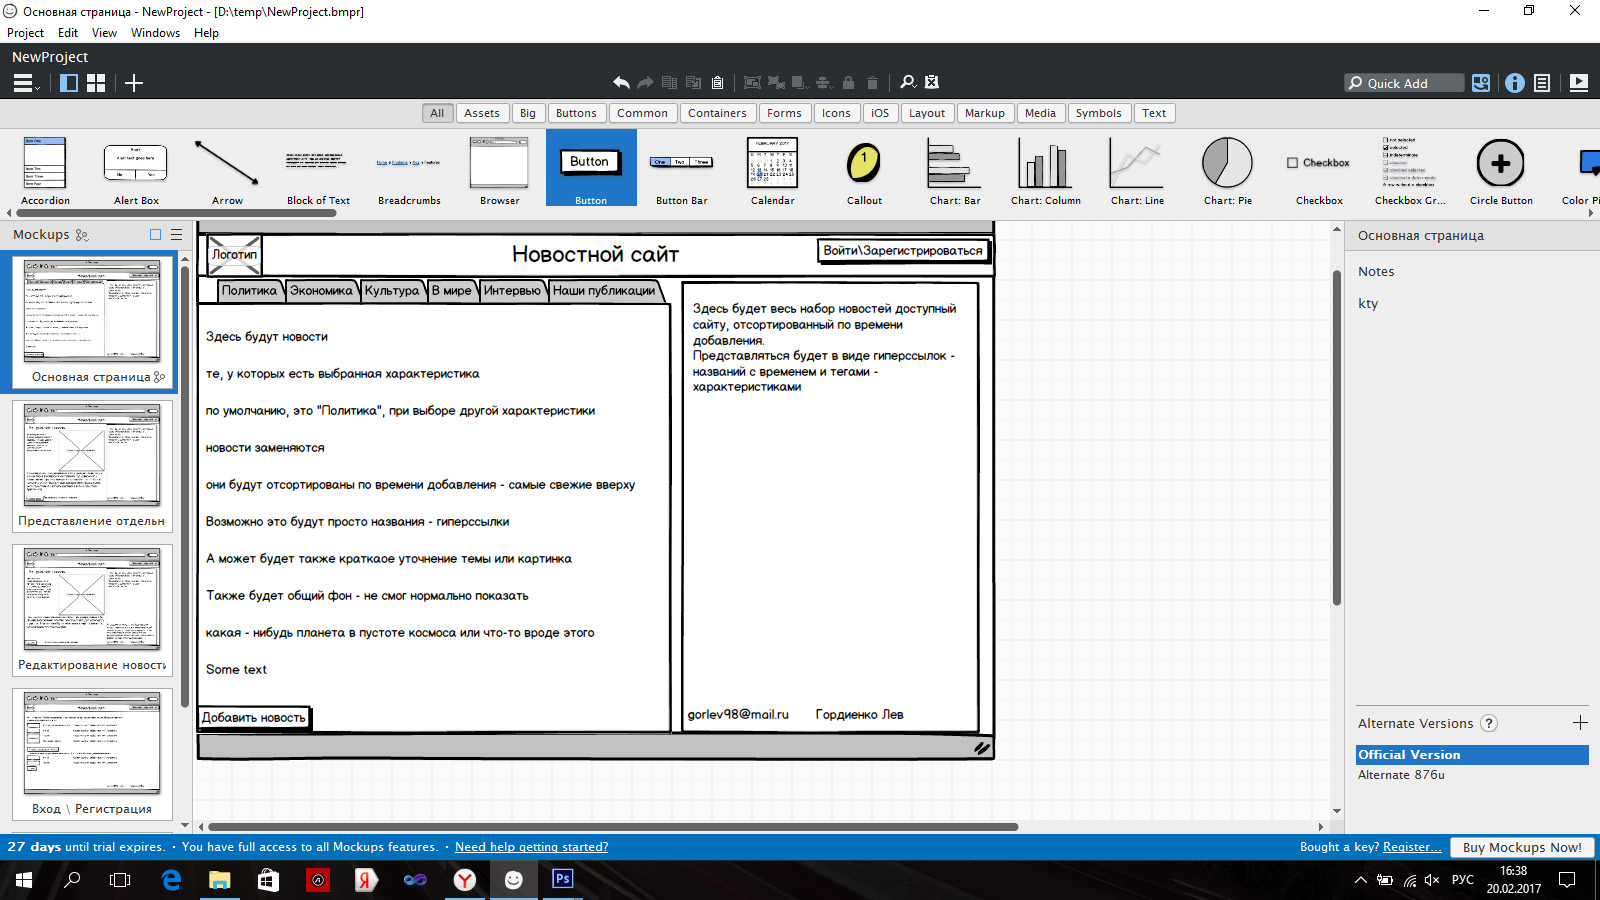 Основная страница - NewProject - [D:\temp\NewProject.bmpr]
Project Edit View Windows Help
NewProject
Quick Add
All Assets Big Buttons Common Containers Forms Icons iOS Layout Markup Media Symbols Text
Button
One Two Three
FEBRUARY 2017
1
Checkbox
Accordion Alert Box Arrow Block of Text Breadcrumbs Browser Button Button Bar Calendar Callout Chart: Bar Chart: Column Chart: Line Chart: Pie Checkbox Checkbox Gr... Circle Button Color Pi
Mockups
Основная страница
Представление отдельн
Редактирование новости
Вход \ Регистрация
Логотип
Новостной сайт
Войти\Зарегистрироваться
Политика Экономика Культура В мире Интервью Наши публикации
Здесь будут новости
те, у которых есть выбранная характеристика
по умолчанию, это "Политика", при выборе другой характеристики
новости заменяются
они будут отсортированы по времени добавления - самые свежие вверху
Возможно это будут просто названия - гиперссылки
А может будет также краткаое уточнение темы или картинка
Также будет общий фон - не смог нормально показать
какая - нибудь планета в пустоте космоса или что-то вроде этого
Some text
Добавить новость
Здесь будет весь набор новостей доступный
сайту, отсортированный по времени
добавления.
Представляться будет в виде гиперссылок -
названий с временем и тегами -
характеристиками
gorlev98@mail.ru Гордиенко Лев
Основная страница
Notes
kty
Alternate Versions ?
Official Version
Alternate 876u
27 days until trial expires. · You have full access to all Mockups features. · Need help getting started?
Bought a key? Register... Buy Mockups Now!
Ps
РУС
16:38
20.02.2017